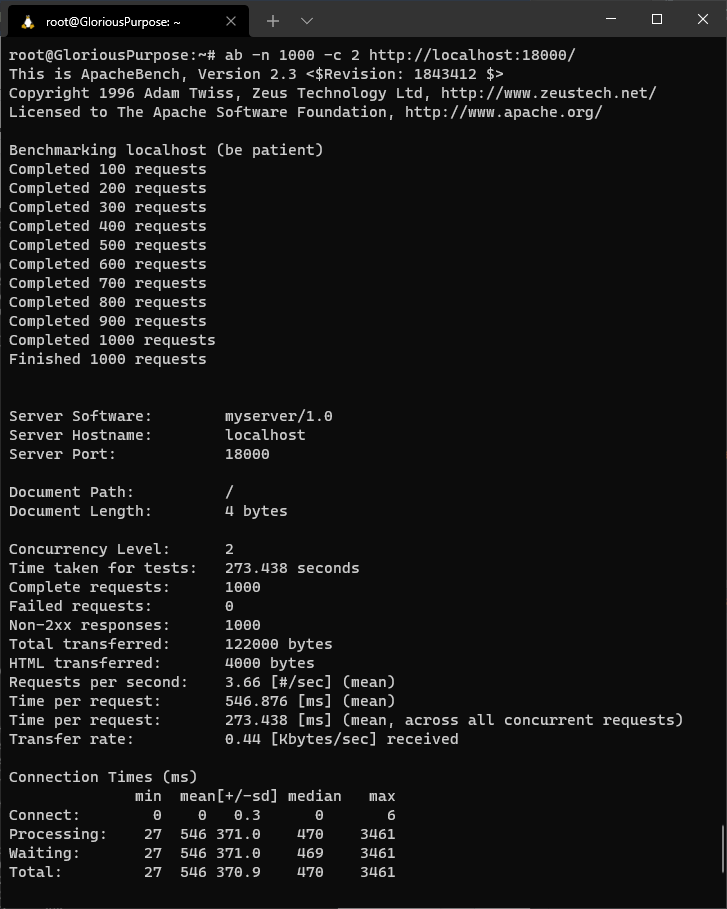 root@GloriousPurpose: ~
root@GloriousPurpose:~# ab -n 1000 -c 2 http://localhost:18000/
This is ApacheBench, Version 2.3 <$Revision: 1843412 $>
Copyright 1996 Adam Twiss, Zeus Technology Ltd, http://www.zeustech.net/
Licensed to The Apache Software Foundation, http://www.apache.org/

Benchmarking localhost (be patient)
Completed 100 requests
Completed 200 requests
Completed 300 requests
Completed 400 requests
Completed 500 requests
Completed 600 requests
Completed 700 requests
Completed 800 requests
Completed 900 requests
Completed 1000 requests
Finished 1000 requests


Server Software:        myserver/1.0
Server Hostname:        localhost
Server Port:            18000

Document Path:          /
Document Length:        4 bytes

Concurrency Level:      2
Time taken for tests:   273.438 seconds
Complete requests:      1000
Failed requests:        0
Non-2xx responses:      1000
Total transferred:      122000 bytes
HTML transferred:       4000 bytes
Requests per second:    3.66 [#/sec] (mean)
Time per request:       546.876 [ms] (mean)
Time per request:       273.438 [ms] (mean, across all concurrent requests)
Transfer rate:          0.44 [Kbytes/sec] received

Connection Times (ms)
              min  mean[+/-sd] median   max
Connect:        0    0   0.3      0       6
Processing:    27  546 371.0    470    3461
Waiting:       27  546 371.0    469    3461
Total:         27  546 370.9    470    3461